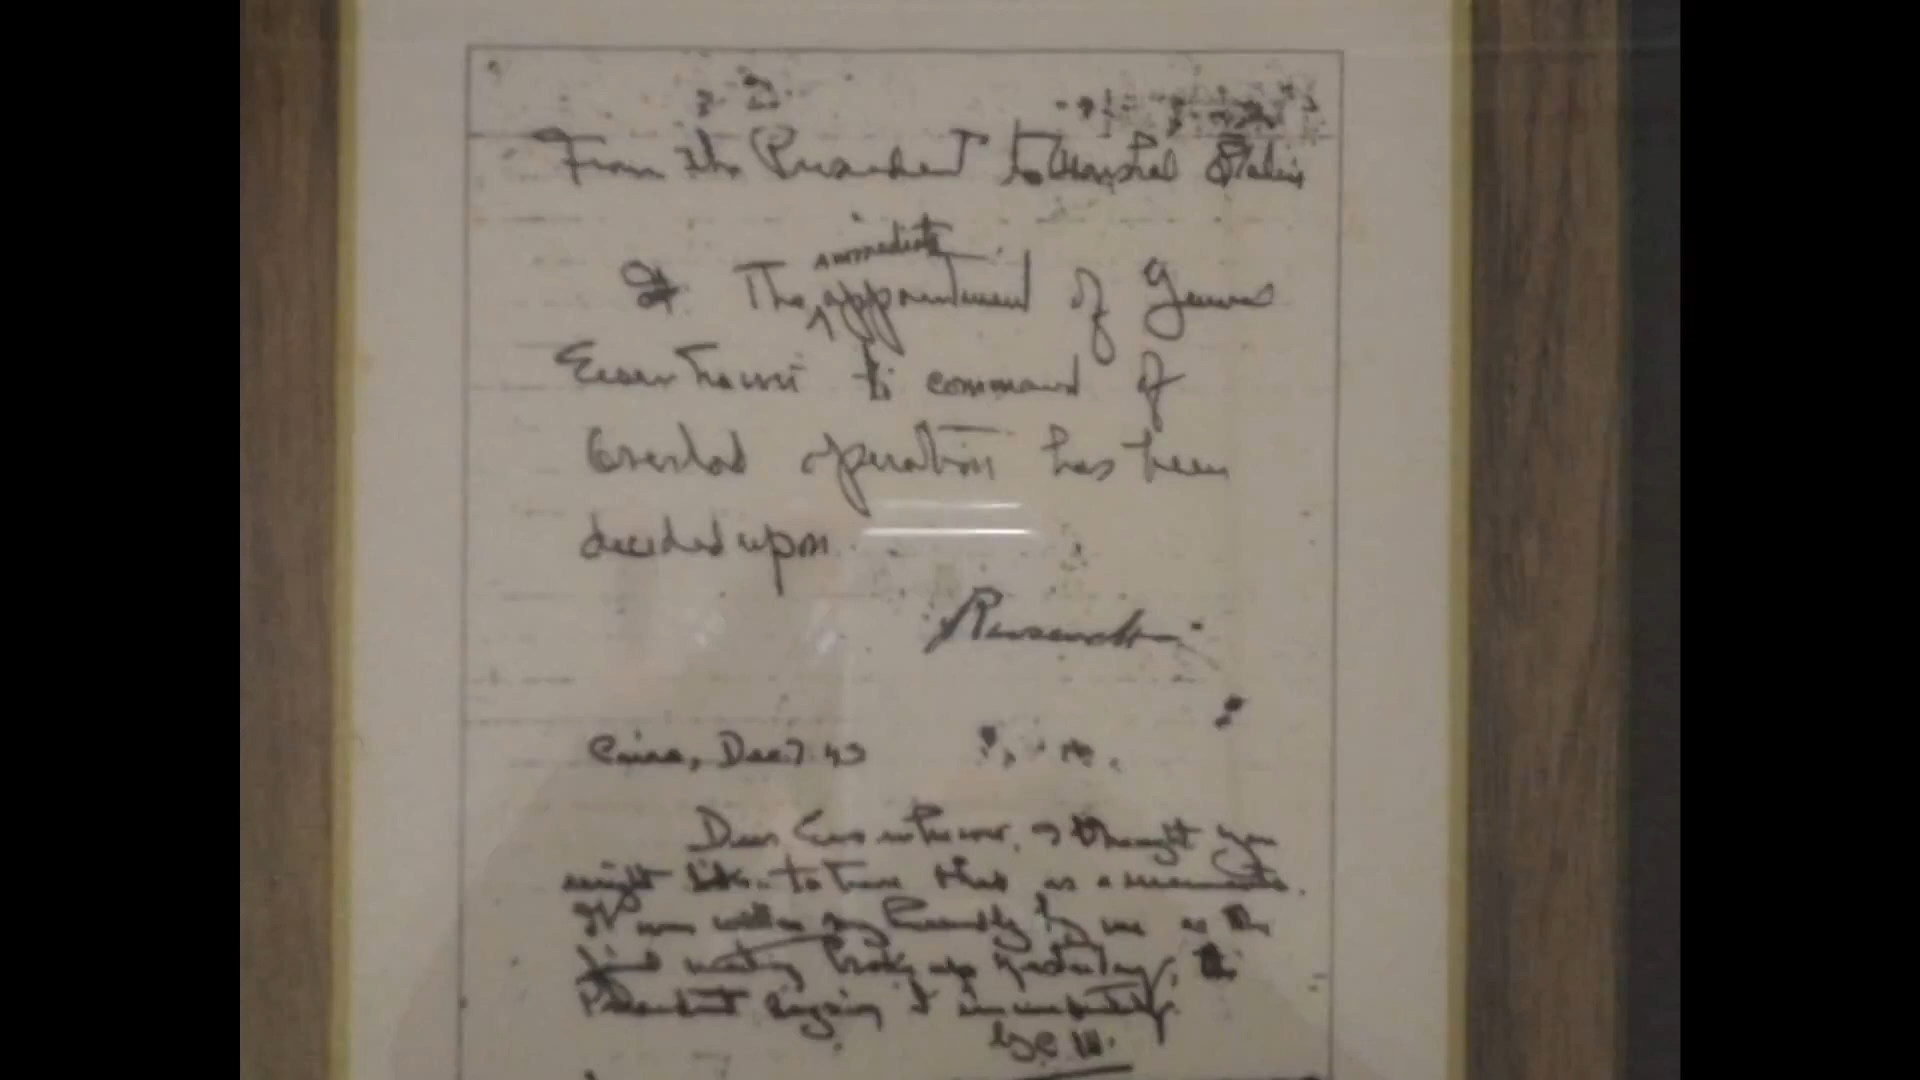 From the President to Marshal Stalin
immediate
The appointment of General
Eisenhower to command of
Overlord operation has been
decided upon
Roosevelt
Cairo, Dec. 7. 43
Dear Eisenhower, I thought you
might like to have this as a memento.
It was written very hurriedly by me as the
final meeting broke up yesterday, the
President signing it immediately.
G.C.M.